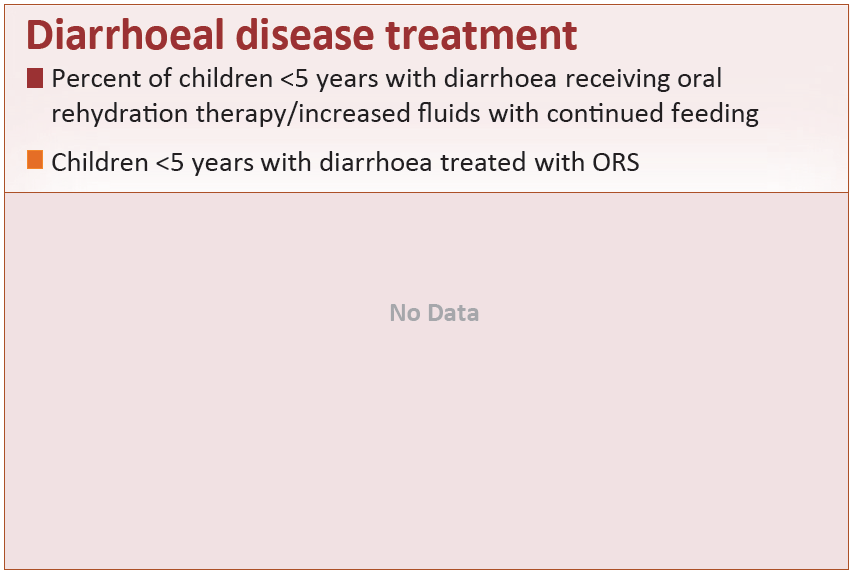 Diarrhoeal disease treatment
Percent of children <5 years with diarrhoea receiving oral
rehydration therapy/increased fluids with continued feeding
Children <5 years with diarrhoea treated with ORS
No Data